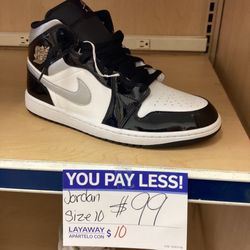 YOU PAY LESS!
Jordan
Size 10
$99
LAYAWAY
APÁRTELO CON $10